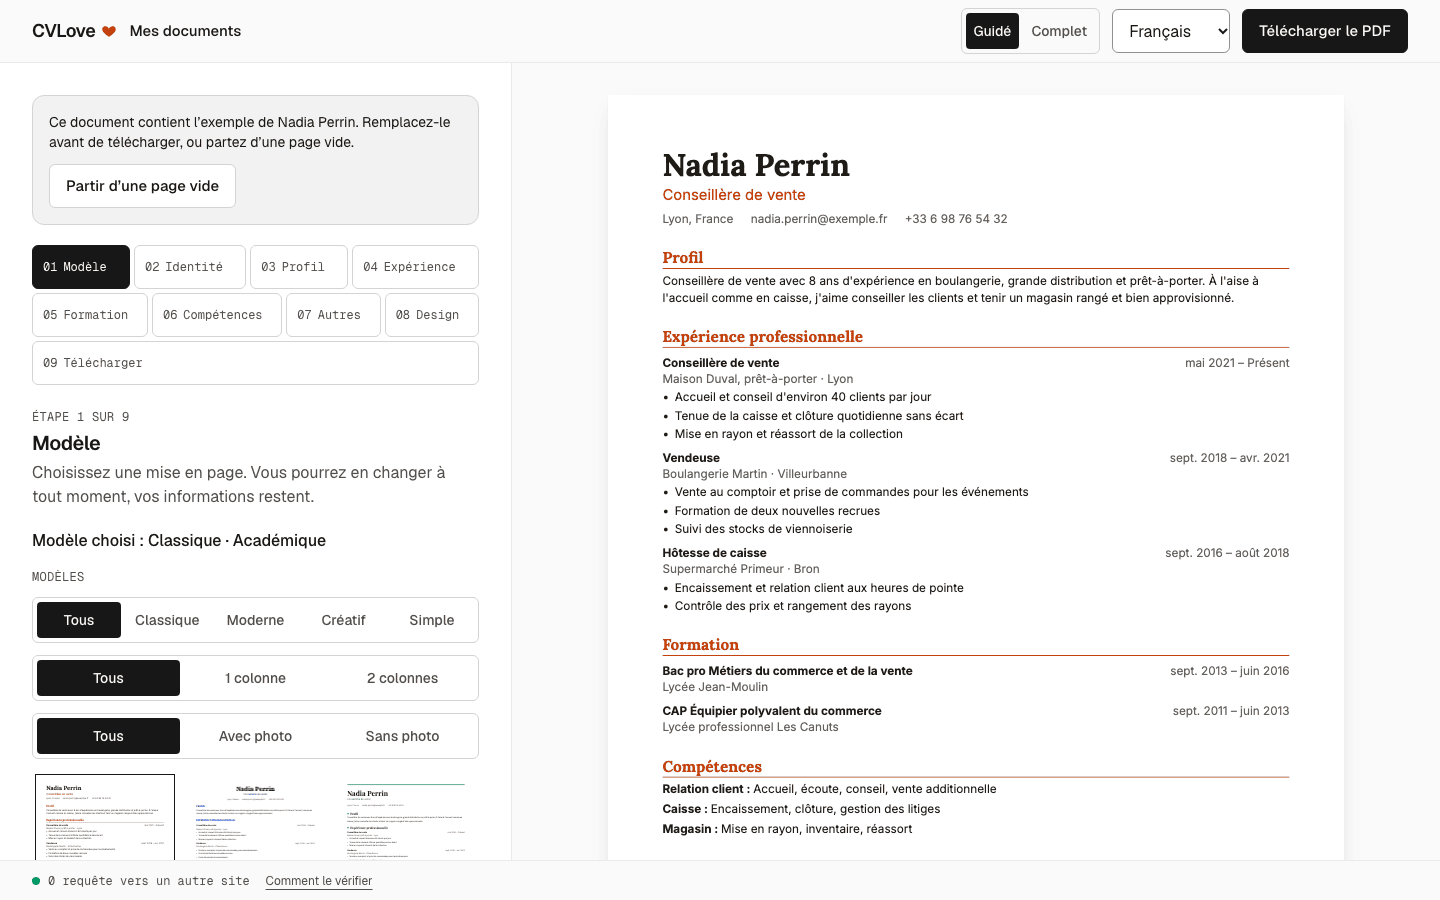 CVLove
Mes documents
Guidé
Complet
Français
Télécharger le PDF
Ce document contient l’exemple de Nadia Perrin. Remplacez-le
avant de télécharger, ou partez d’une page vide.
Partir d’une page vide
01 Modèle
02 Identité
03 Profil
04 Expérience
05 Formation
06 Compétences
07 Autres
08 Design
09 Télécharger
ÉTAPE 1 SUR 9
Modèle
Choisissez une mise en page. Vous pourrez en changer à
tout moment, vos informations restent.
Modèle choisi : Classique · Académique
MODÈLES
Tous
Classique
Moderne
Créatif
Simple
Tous
1 colonne
2 colonnes
Tous
Avec photo
Sans photo
Nadia Perrin
Nadia Perrin
Nadia Perrin
Nadia Perrin
Conseillère de vente
Lyon, France
nadia.perrin@exemple.fr
+33 6 98 76 54 32
Profil
Conseillère de vente avec 8 ans d'expérience en boulangerie, grande distribution et prêt-à-porter. À l'aise à
l'accueil comme en caisse, j'aime conseiller les clients et tenir un magasin rangé et bien approvisionné.
Expérience professionnelle
Conseillère de vente
mai 2021 – Présent
Maison Duval, prêt-à-porter · Lyon
• Accueil et conseil d'environ 40 clients par jour
• Tenue de la caisse et clôture quotidienne sans écart
• Mise en rayon et réassort de la collection
Vendeuse
sept. 2018 – avr. 2021
Boulangerie Martin · Villeurbanne
• Vente au comptoir et prise de commandes pour les événements
• Formation de deux nouvelles recrues
• Suivi des stocks de viennoiserie
Hôtesse de caisse
sept. 2016 – août 2018
Supermarché Primeur · Bron
• Encaissement et relation client aux heures de pointe
• Contrôle des prix et rangement des rayons
Formation
Bac pro Métiers du commerce et de la vente
sept. 2013 – juin 2016
Lycée Jean-Moulin
CAP Équipier polyvalent du commerce
sept. 2011 – juin 2013
Lycée professionnel Les Canuts
Compétences
Relation client : Accueil, écoute, conseil, vente additionnelle
Caisse : Encaissement, clôture, gestion des litiges
Magasin : Mise en rayon, inventaire, réassort
0 requête vers un autre site
Comment le vérifier